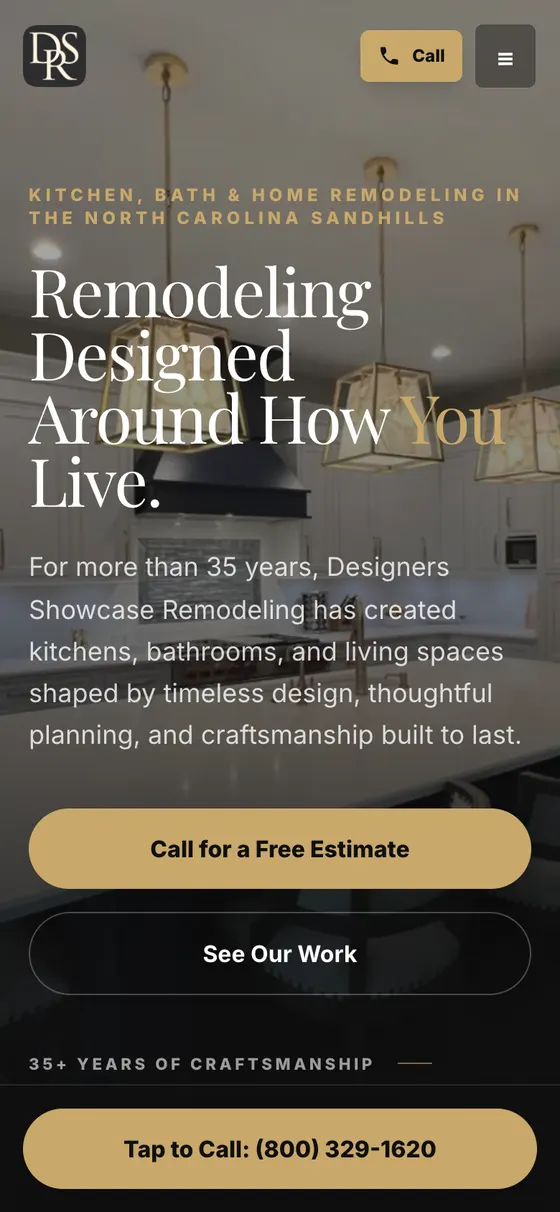 DSR
Call
KITCHEN, BATH & HOME REMODELING IN
THE NORTH CAROLINA SANDHILLS
Remodeling
Designed
Around How You
Live.
For more than 35 years, Designers
Showcase Remodeling has created
kitchens, bathrooms, and living spaces
shaped by timeless design, thoughtful
planning, and craftsmanship built to last.
Call for a Free Estimate
See Our Work
35+ YEARS OF CRAFTSMANSHIP
Tap to Call: (800) 329-1620